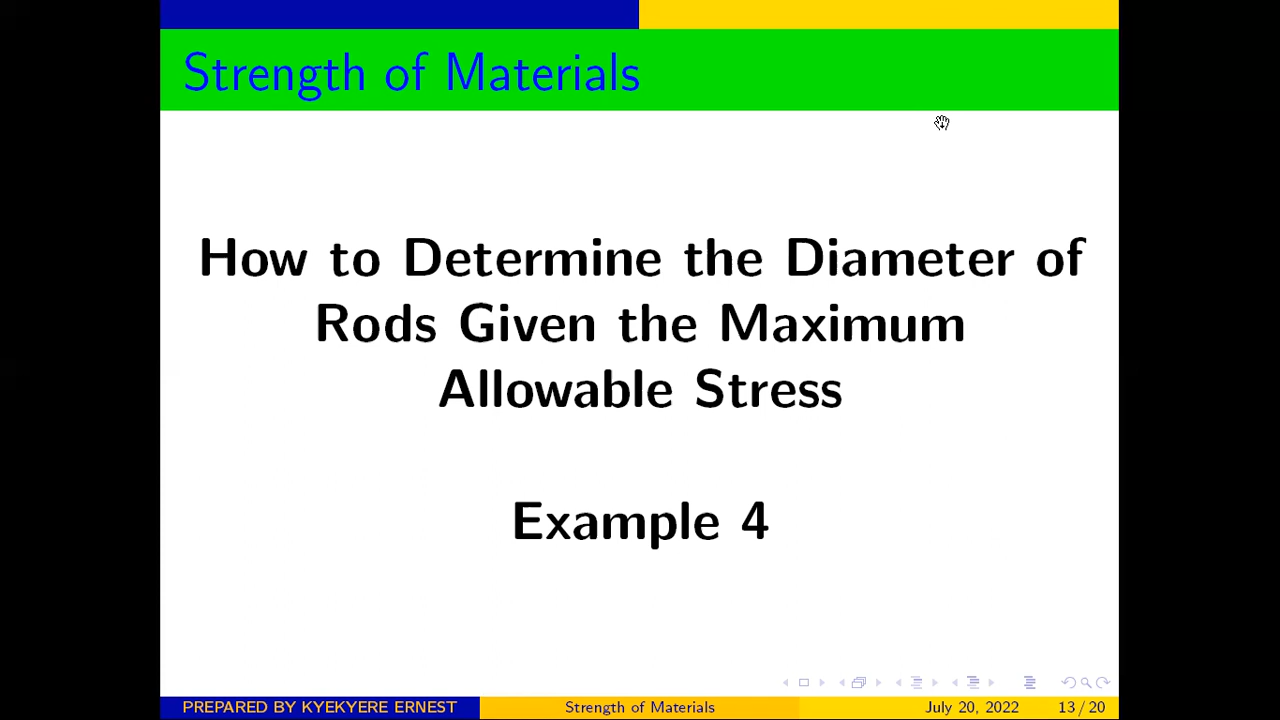 Strength of Materials
How to Determine the Diameter of
Rods Given the Maximum
Allowable Stress
Example 4
PREPARED BY KYEKYERE ERNEST
Strength of Materials
July 20, 2022
13 / 20